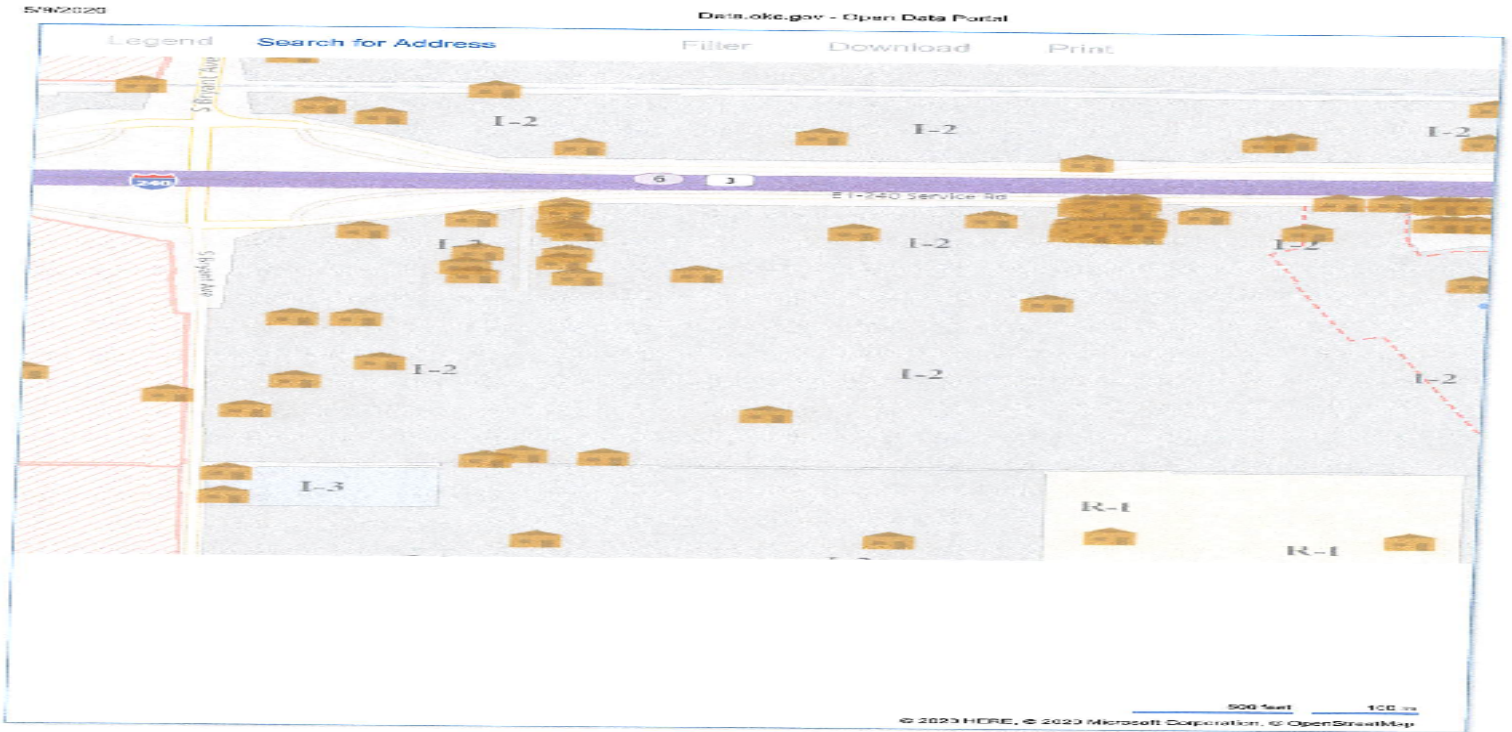 5/9/2020
Data.okc.gov - Open Data Portal
Legend Search for Address Filter Download Print
S Bryant Ave
I-2 I-2 I-2
240 6 3
E I-240 Service Rd
I-2 I-2 I-2
S Bryant Ave
I-2 I-2 I-2
I-3
R-1
R-1
500 feet 100 m
© 2020 HERE, © 2020 Microsoft Corporation, © OpenStreetMap